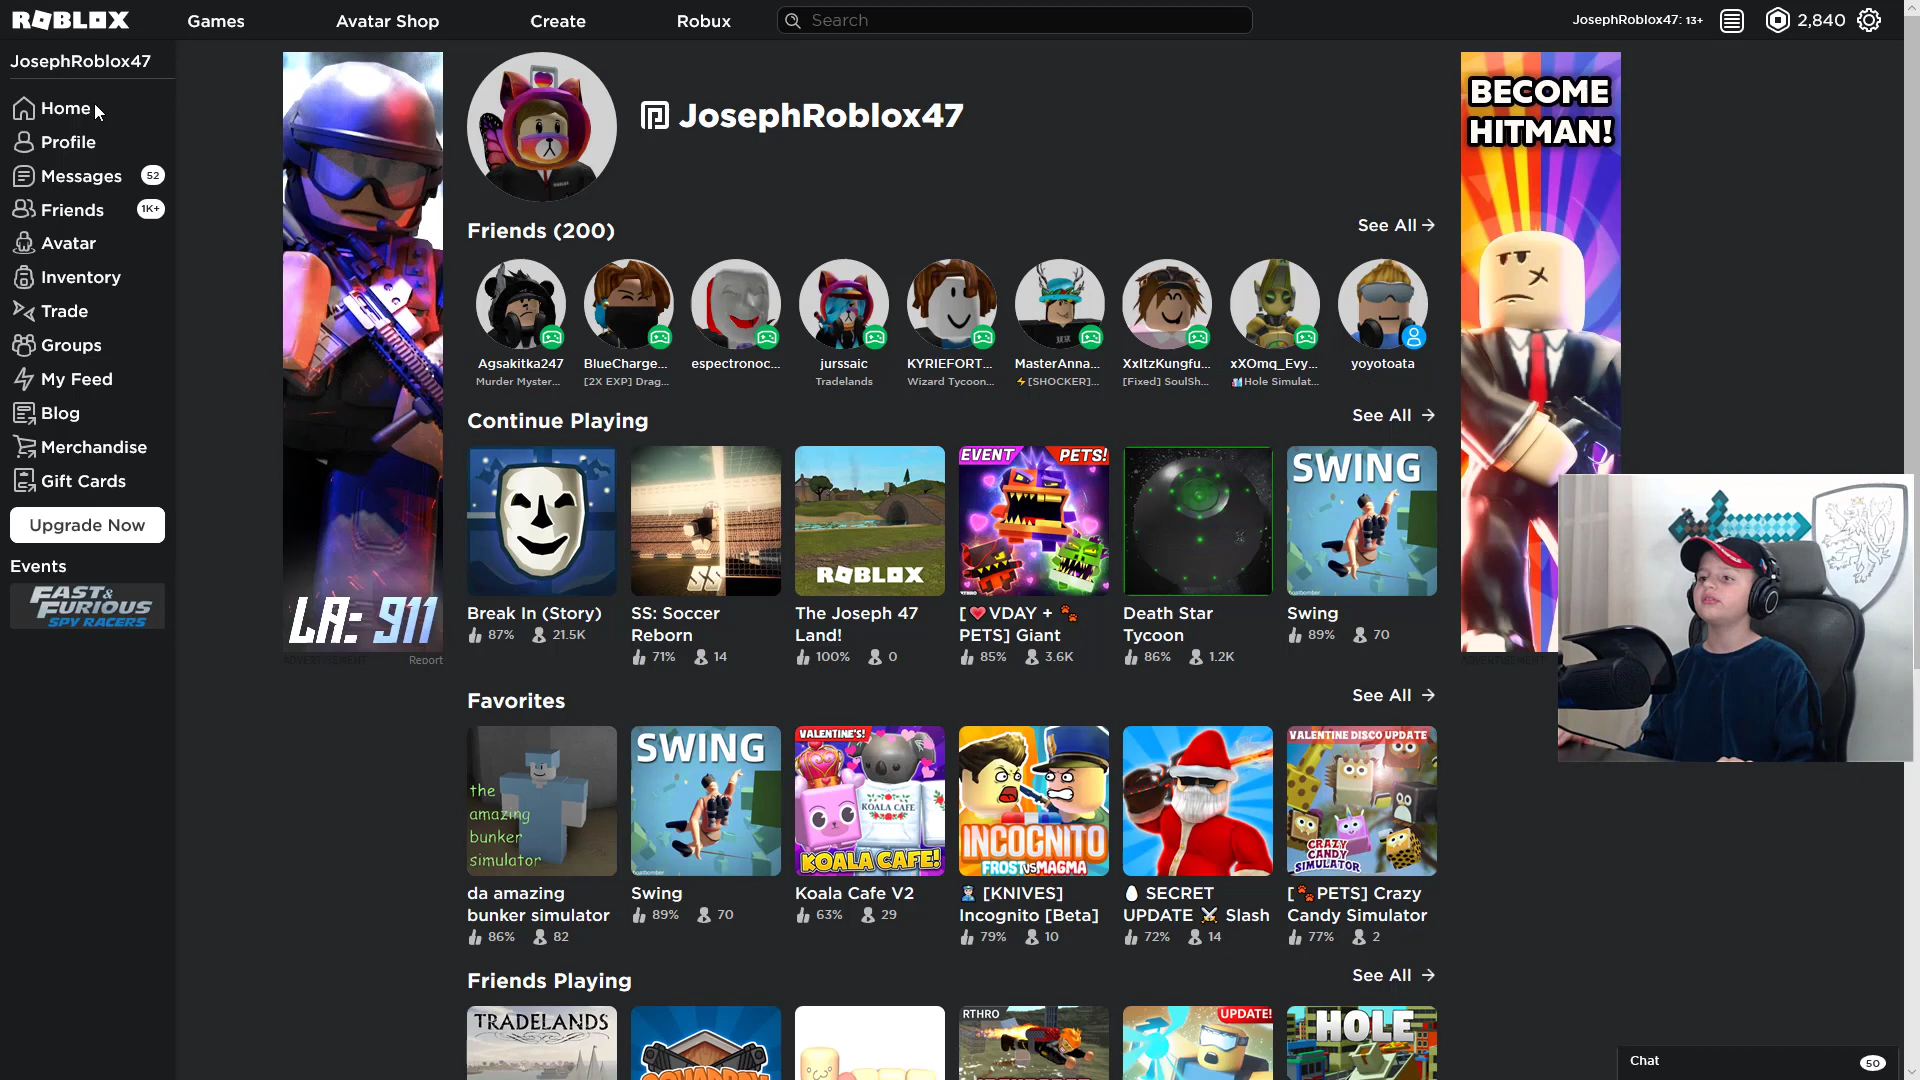 ROBLOX
Games
Avatar Shop
Create
Robux
Search
JosephRoblox47: 13+
2,840
JosephRoblox47
Home
Profile
Messages
52
Friends
1K+
Avatar
Inventory
Trade
Groups
My Feed
Blog
Merchandise
Gift Cards
Upgrade Now
Events
FAST &
FURIOUS
SPY RACERS
LA: 911
ADVERTISEMENT
Report
JosephRoblox47
Friends (200)
See All
Agsakitka247
BlueCharge...
espectronoc...
jurssaic
KYRIEFORT...
MasterAnna...
XxItzKungfu...
xXOmq_Evy...
yoyotoata
Murder Myster...
[2X EXP] Drag...
Tradelands
Wizard Tycoon...
⚡[SHOCKER]...
[Fixed] SoulSh...
Hole Simulat...
Continue Playing
See All
EVENT
PETS!
RTHRO
ROBLOX
SWING
Break In (Story)
87% 21.5K
SS: Soccer
Reborn
71% 14
The Joseph 47
Land!
100% 0
[❤️VDAY + 🐾
PETS] Giant
85% 3.6K
Death Star
Tycoon
86% 1.2K
Swing
89% 70
Favorites
See All
the
amazing
bunker
simulator
SWING
VALENTINE'S!
KOALA CAFE
KOALA CAFE!
INCOGNITO
FROST VS MAGMA
VALENTINE DISCO UPDATE
CRAZY
CANDY
SIMULATOR
da amazing
bunker simulator
86% 82
Swing
89% 70
Koala Cafe V2
63% 29
[KNIVES]
Incognito [Beta]
79% 10
SECRET
UPDATE ⚔️ Slash
72% 14
[🐾PETS] Crazy
Candy Simulator
77% 2
Friends Playing
See All
TRADELANDS
RTHRO
UPDATE!
HOLE
BECOME
HITMAN!
ADVERTISEMENT
Chat
50